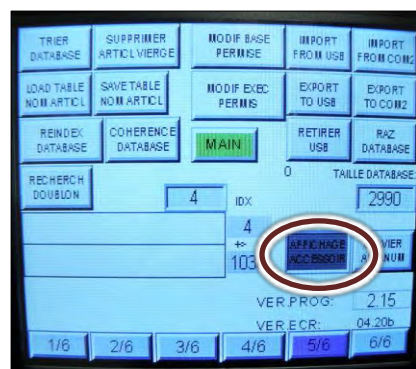 TRIER DATABASE
SUPPRIMER ARTICL VIERGE
MODIF BASE PERMISE
IMPORT FROM USB
IMPORT FROM COM2
LOAD TABLE NOM ARTICL
SAVE TABLE NOM ARTICL
MODIF EXEC PERMIS
EXPORT TO USB
EXPORT TO COM2
REINDEX DATABASE
COHERENCE DATABASE
MAIN
RETIRER USB
RAZ DATABASE
RECHERCH DOUBLON
0 TAILLE DATABASE:
4 IDX
2990
4
+>
103
AFFICHAGE ACCESSOIR
VER.PROG: 2.15
VER.ECR: 04.20b
1/6 2/6 3/6 4/6 5/6 6/6